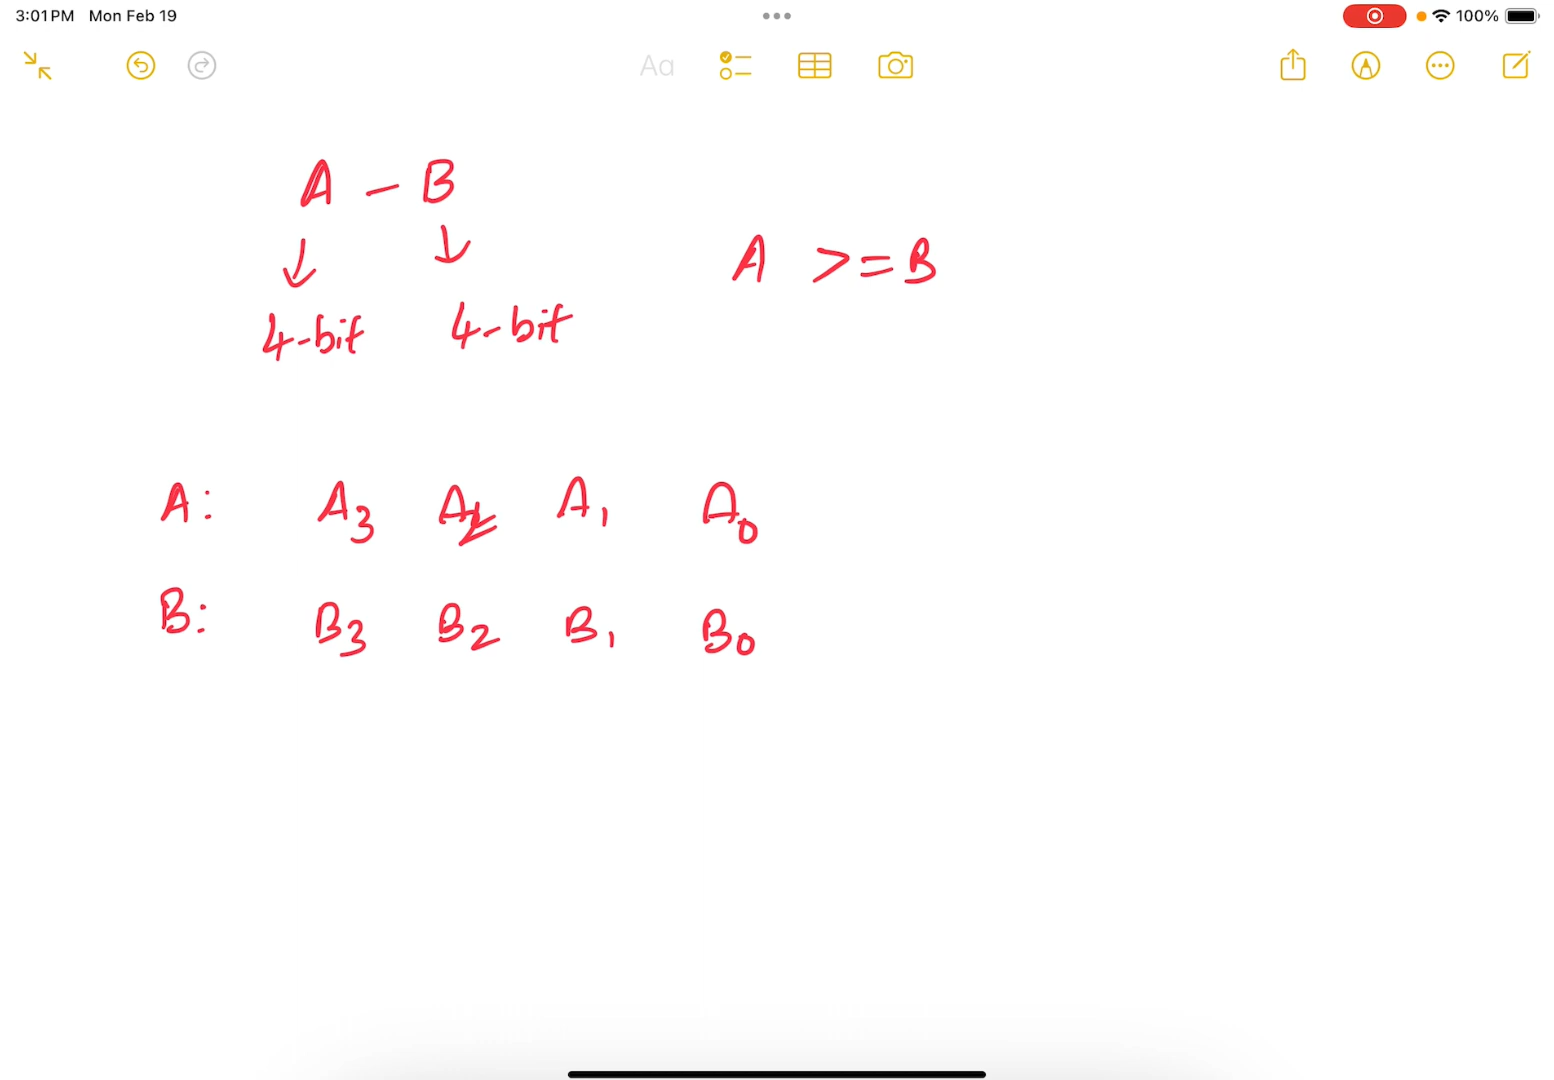 3:01 PM Mon Feb 19
100%
Aa
A - B
A >= B
4-bit 4-bit
A: A3 A2 A1 A0
B: B3 B2 B1 B0